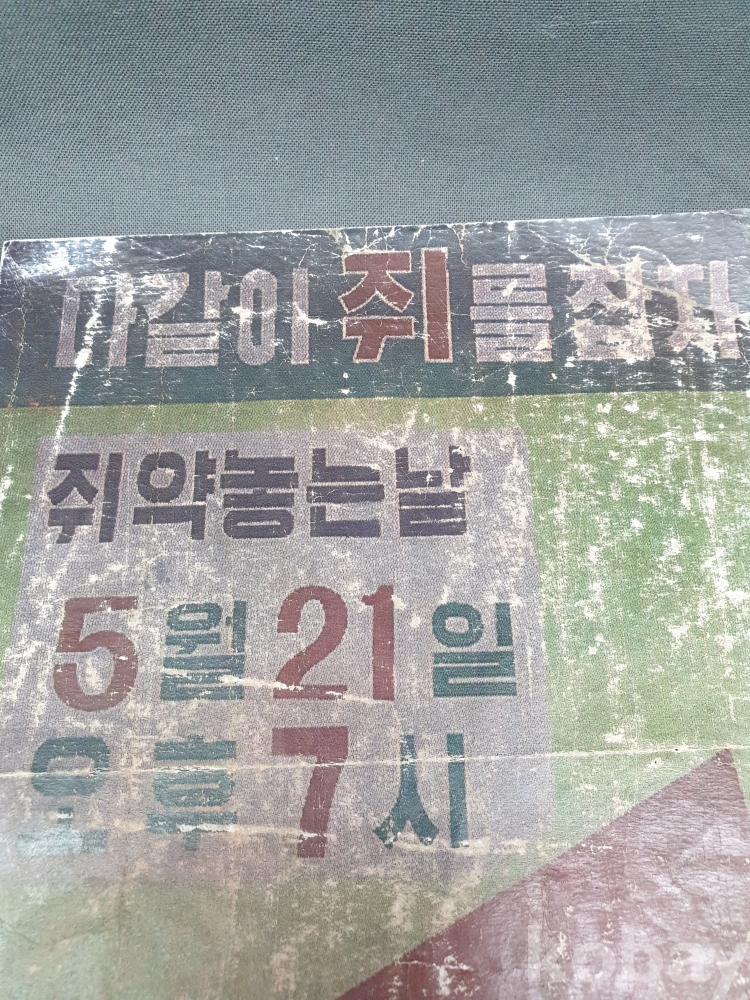 다같이 쥐를잡자
쥐약놓는날
5월 21일
오후 7시
kobay